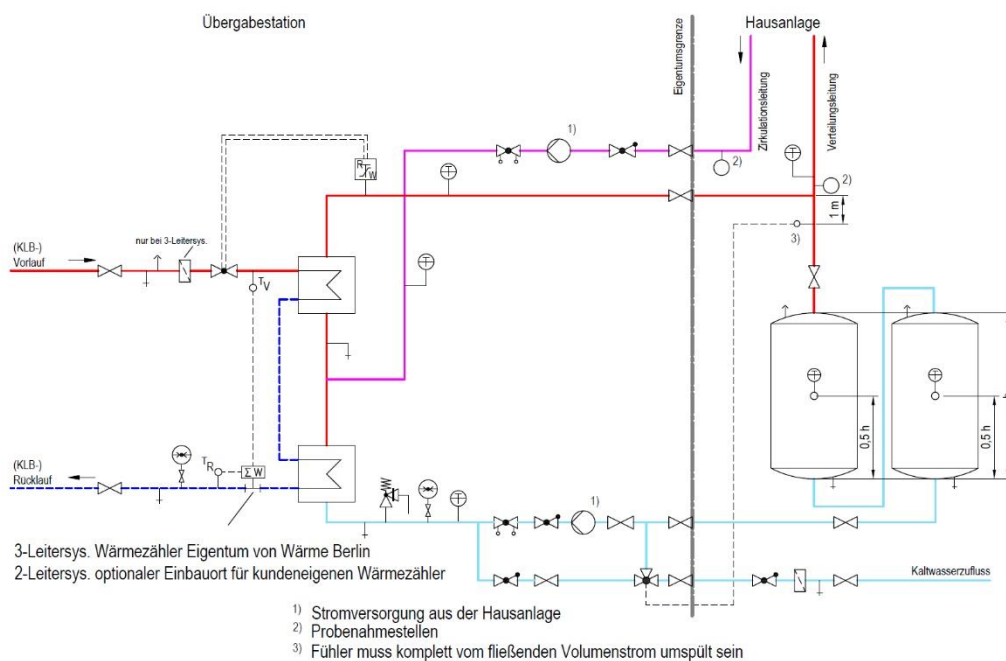 Übergabestation
Hausanlage
Eigentumsgrenze
Zirkulationsleitung
Verteilungsleitung
1)
2)
2)
R
W
1 m
3)
(KLB-)
Vorlauf
nur bei 3-Leitersys.
TV
0,5 h
0,5 h
(KLB-)
Rücklauf
TR
Σ W
1)
3-Leitersys. Wärmezähler Eigentum von Wärme Berlin
2-Leitersys. optionaler Einbauort für kundeneigenen Wärmezähler
Kaltwasserzufluss
1) Stromversorgung aus der Hausanlage
2) Probenahmestellen
3) Fühler muss komplett vom fließenden Volumenstrom umspült sein